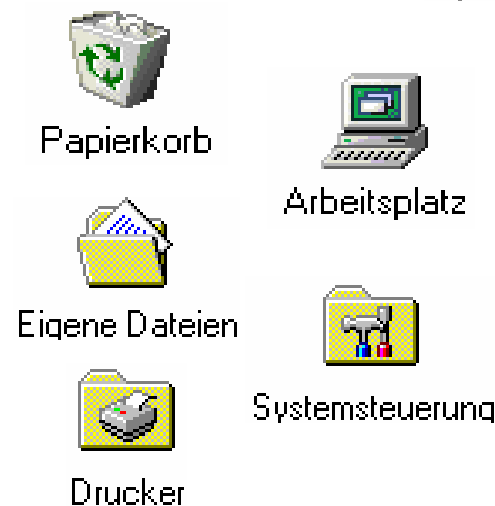 Papierkorb
Arbeitsplatz
Eigene Dateien
Systemsteuerung
Drucker